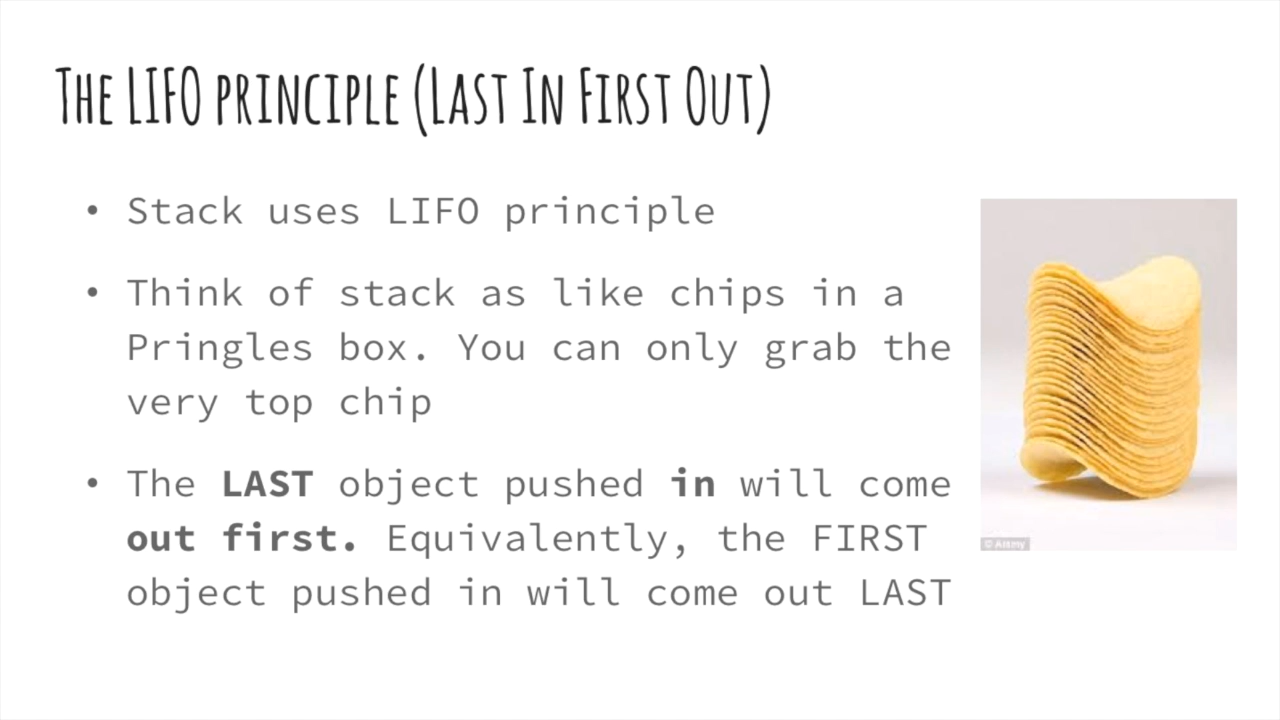 The LIFO principle (Last In First Out)
• Stack uses LIFO principle
• Think of stack as like chips in a
Pringles box. You can only grab the
very top chip
• The LAST object pushed in will come
out first. Equivalently, the FIRST
object pushed in will come out LAST
© Alamy